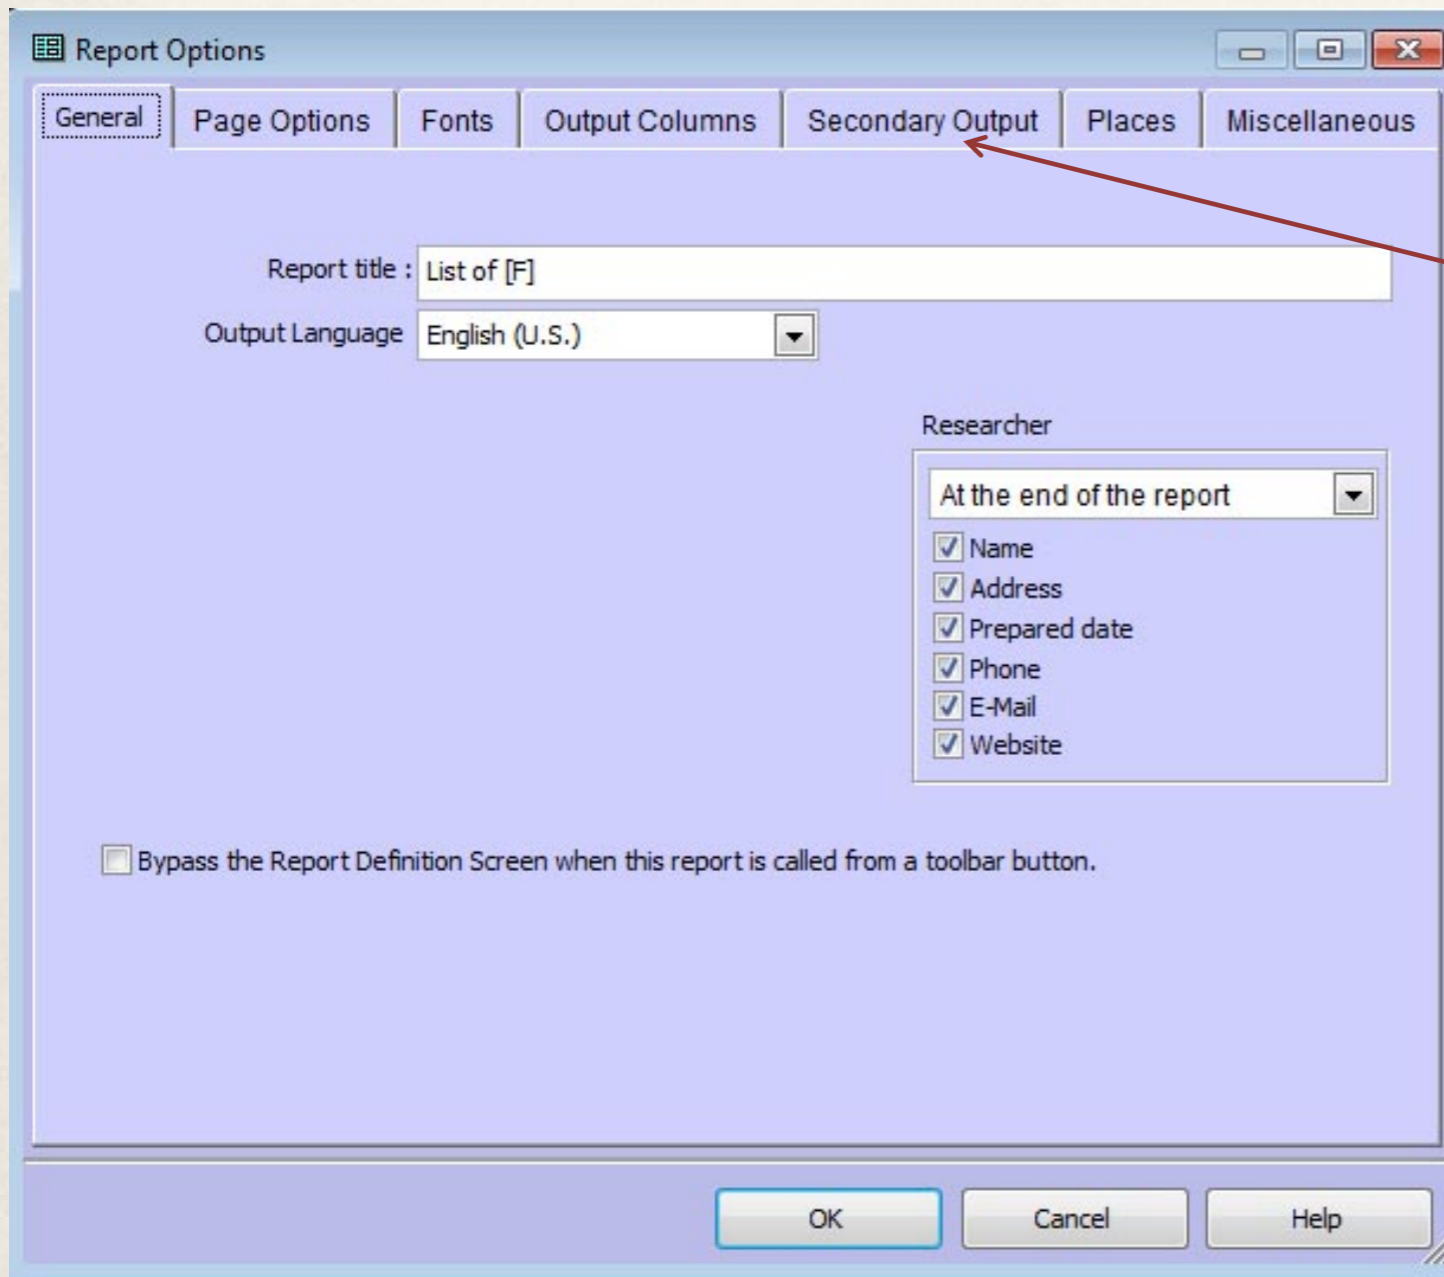 Report Options
General Page Options Fonts Output Columns Secondary Output Places Miscellaneous
Report title : List of [F]
Output Language English (U.S.)
Researcher
At the end of the report
Name
Address
Prepared date
Phone
E-Mail
Website
Bypass the Report Definition Screen when this report is called from a toolbar button.
OK Cancel Help